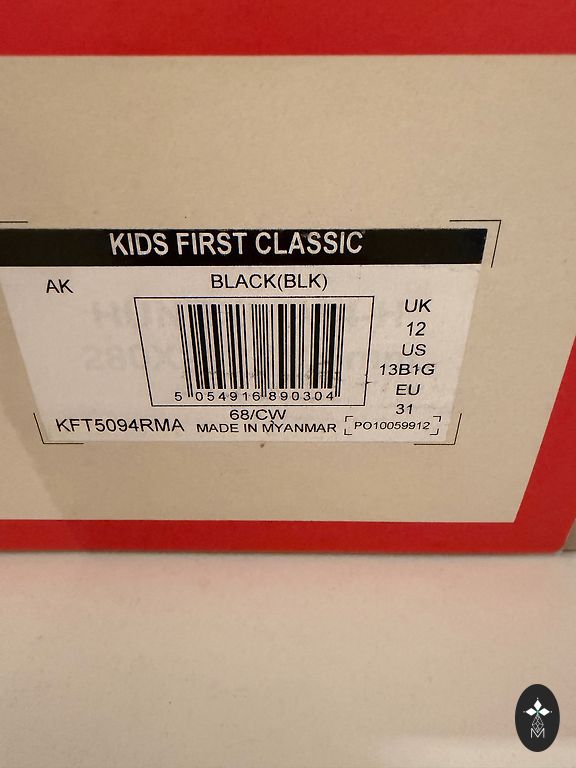 KIDS FIRST CLASSIC
AK
BLACK(BLK)
UK
12
US
13B1G
EU
31
5 054916 890304
68/CW
KFT5094RMA
MADE IN MYANMAR
PO10059912
M